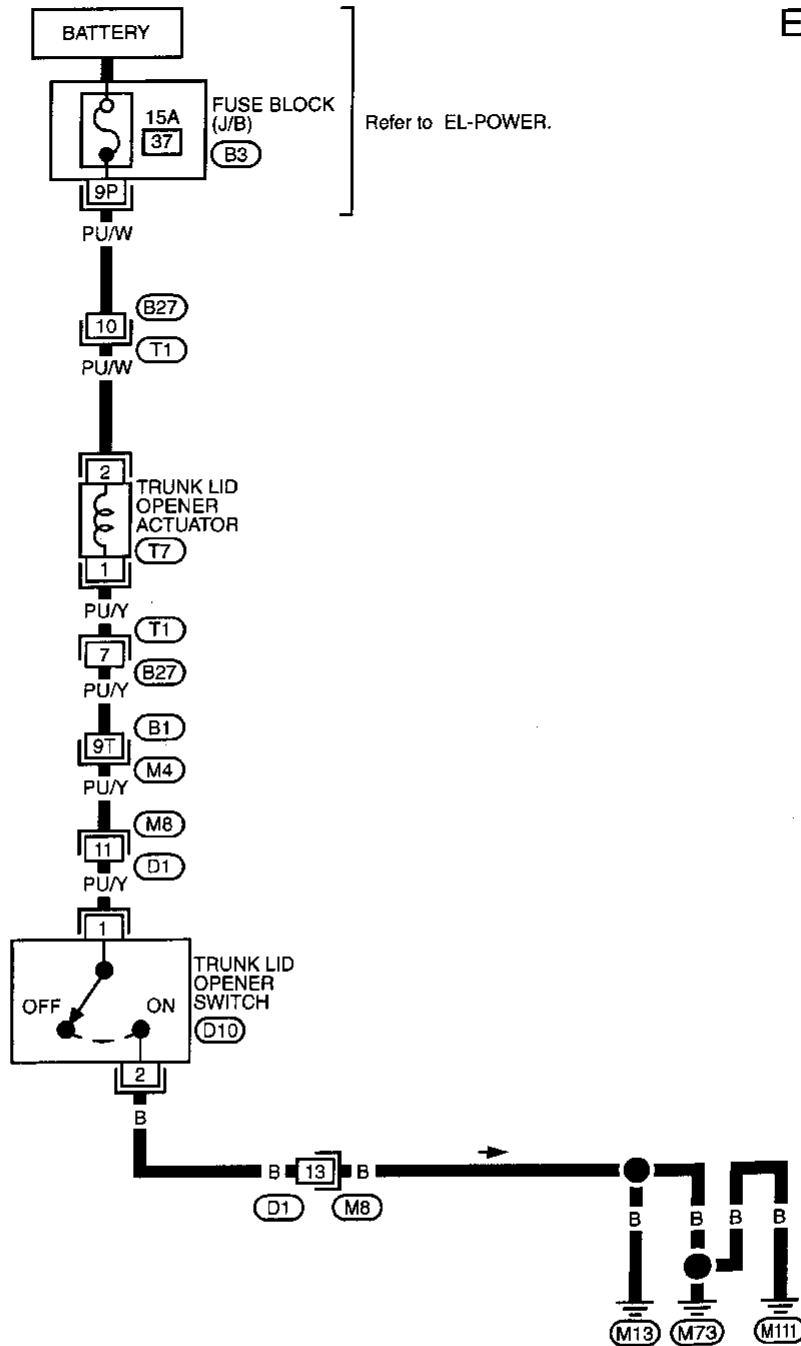 E
BATTERY
FUSE BLOCK
(J/B)
15A
37
B3
Refer to EL-POWER.
9P
PU/W
B27
10
T1
PU/W
2
TRUNK LID
OPENER
ACTUATOR
T7
1
PU/Y
T1
7
B27
PU/Y
B1
9T
M4
PU/Y
M8
11
D1
PU/Y
1
TRUNK LID
OPENER
SWITCH
OFF ON
D10
2
B
B 13 B
D1 M8
B B B B
M13 M73 M111